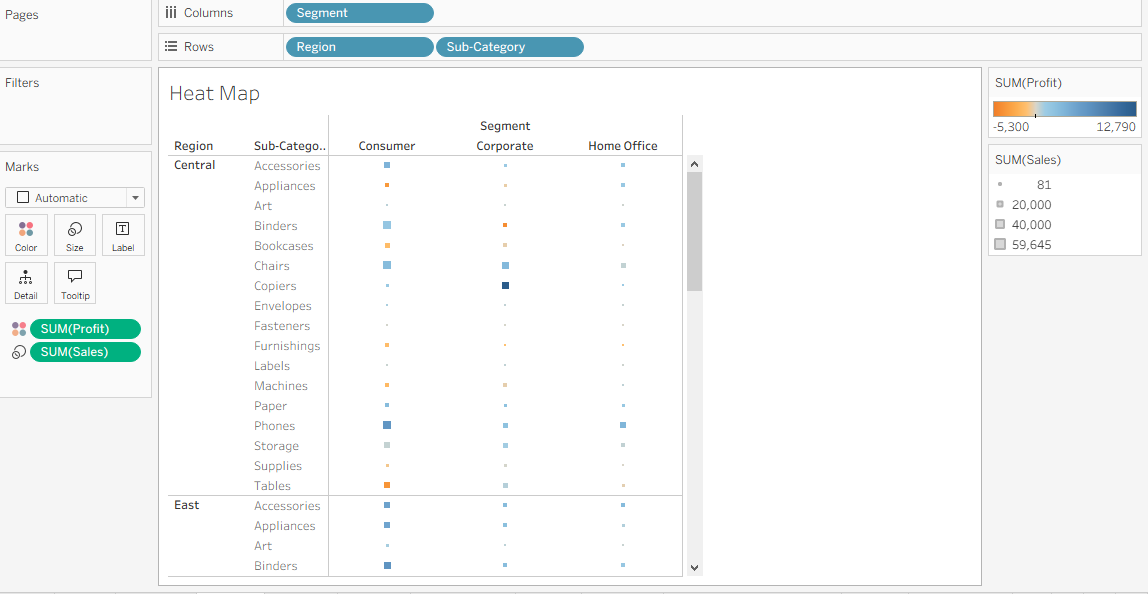 Pages
Columns
Segment
Rows
Region
Sub-Category
Filters
Marks
Automatic
Color
Size
Label
Detail
Tooltip
SUM(Profit)
SUM(Sales)
Heat Map
Segment
Region
Sub-Catego..
Consumer
Corporate
Home Office
Central
Accessories
Appliances
Art
Binders
Bookcases
Chairs
Copiers
Envelopes
Fasteners
Furnishings
Labels
Machines
Paper
Phones
Storage
Supplies
Tables
East
Accessories
Appliances
Art
Binders
SUM(Profit)
-5,300
12,790
SUM(Sales)
81
20,000
40,000
59,645